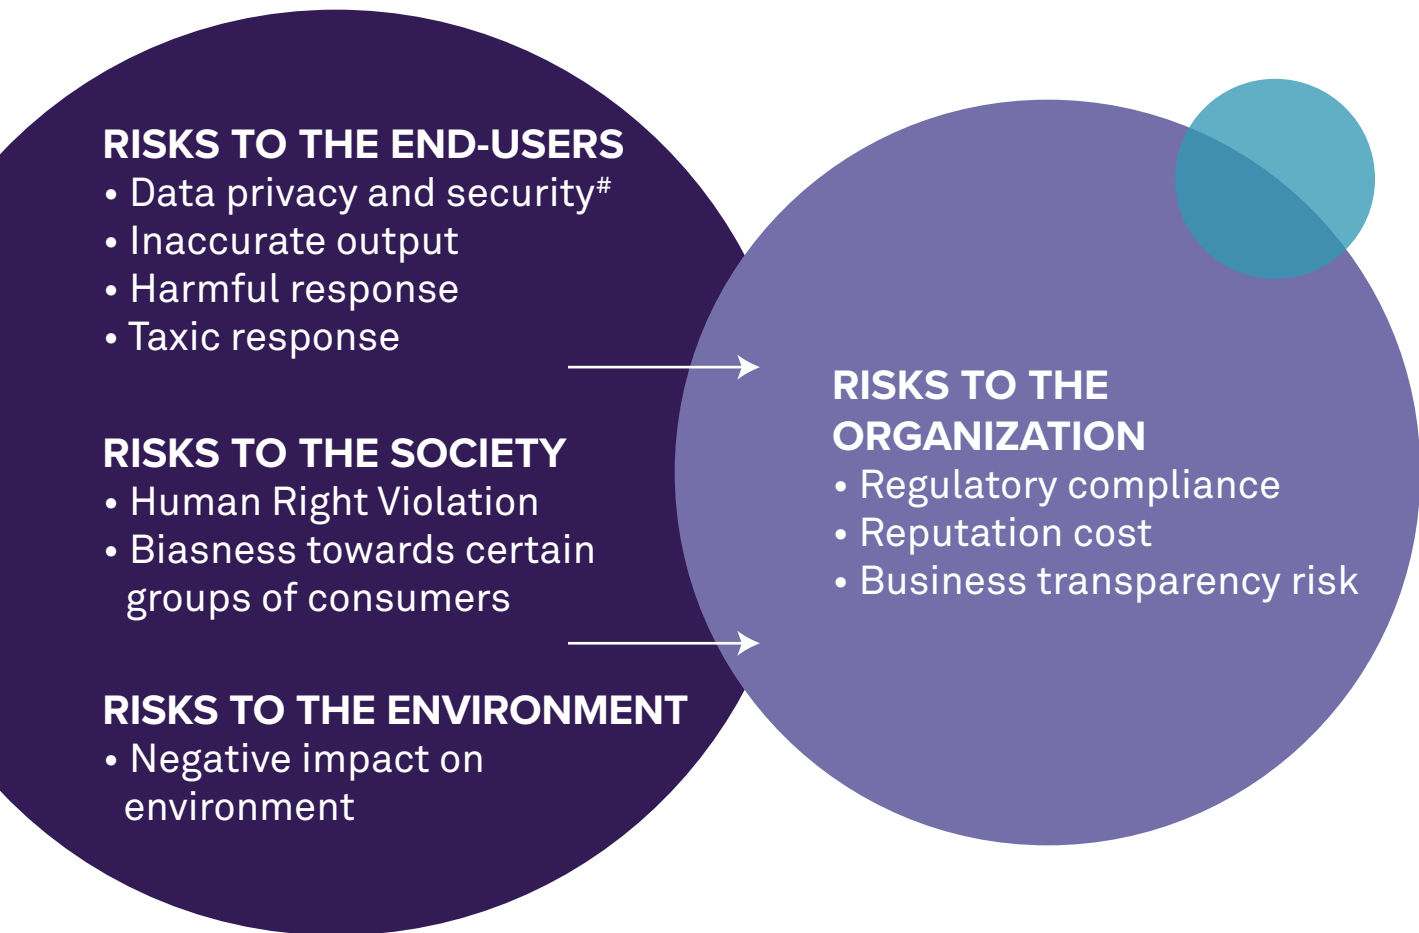 RISKS TO THE END-USERS
• Data privacy and security#
• Inaccurate output
• Harmful response
• Taxic response
RISKS TO THE SOCIETY
• Human Right Violation
• Biasness towards certain
groups of consumers
RISKS TO THE ENVIRONMENT
• Negative impact on
environment
RISKS TO THE
ORGANIZATION
• Regulatory compliance
• Reputation cost
• Business transparency risk